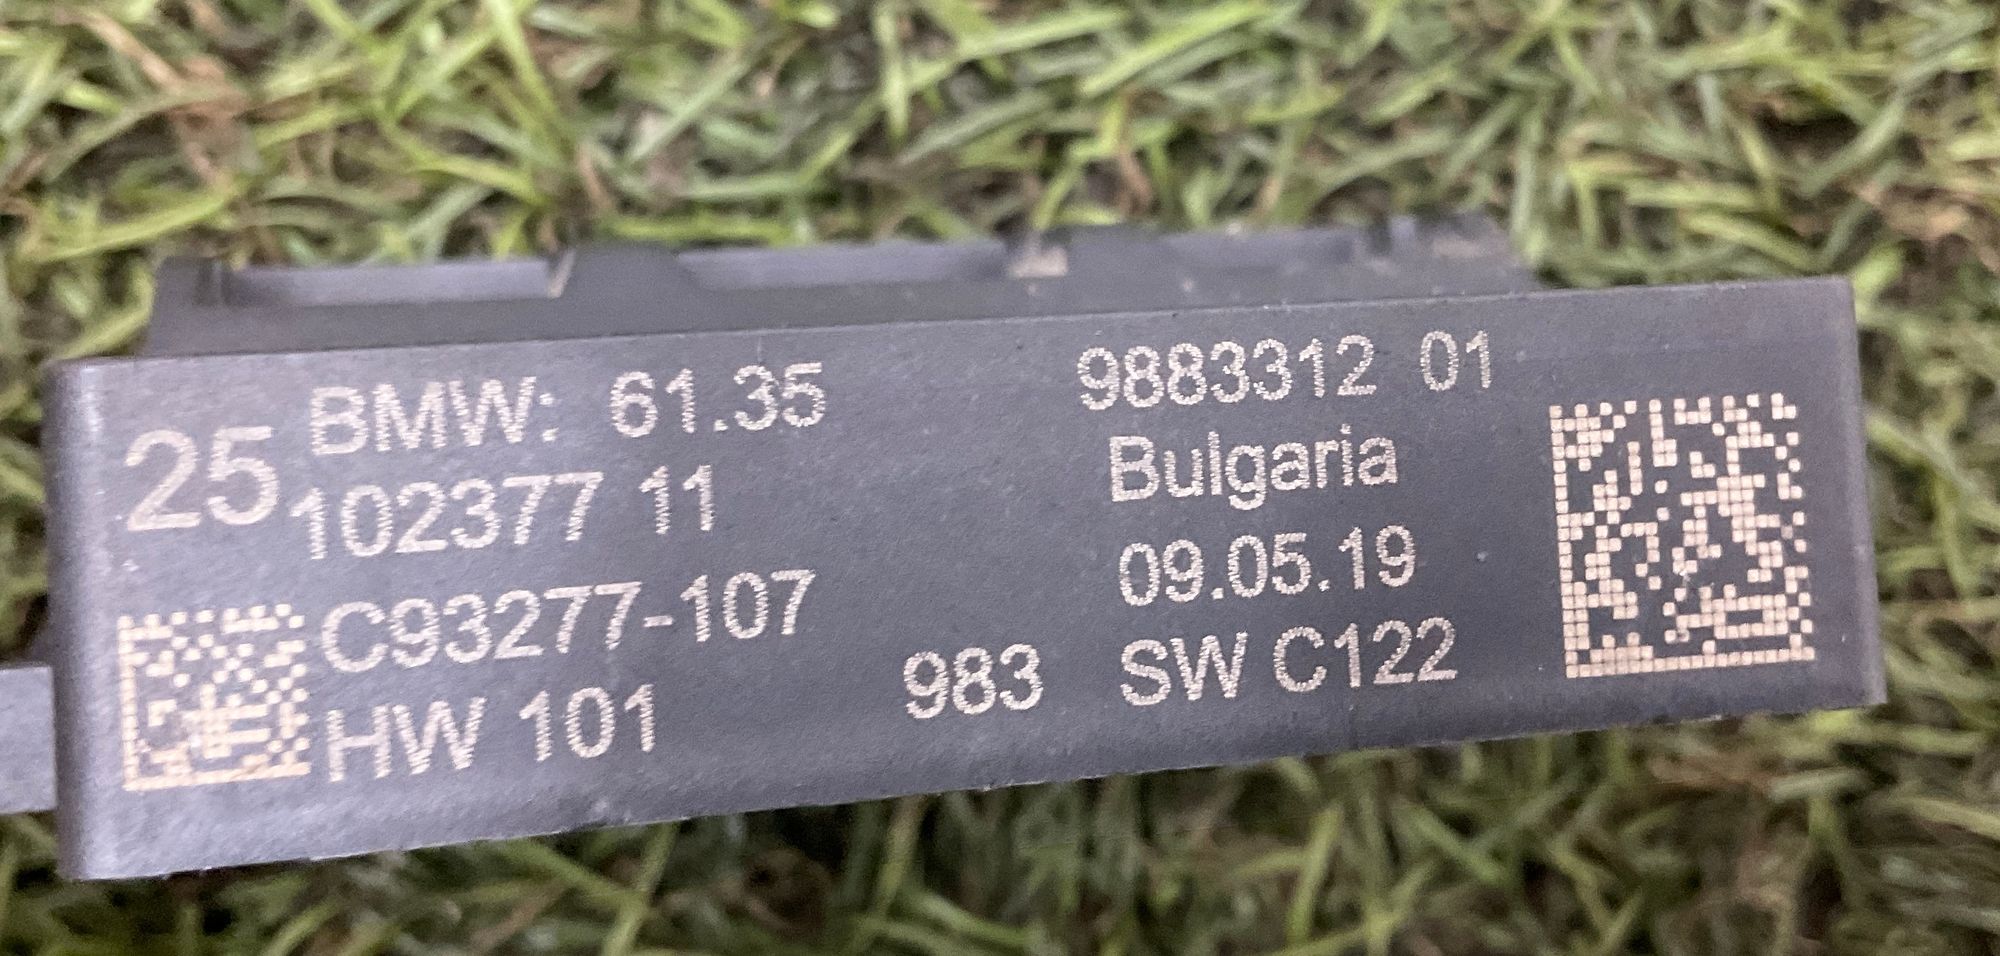 25
BMW: 61.35
102377 11
C93277-107
HW 101
983
9883312 01
Bulgaria
09.05.19
SW C122